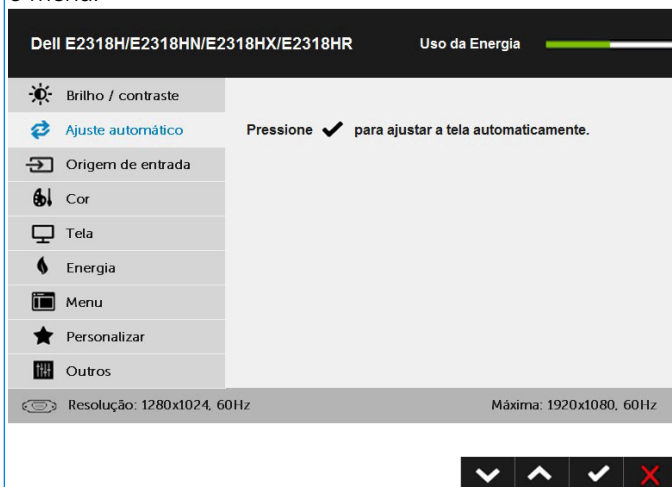 o menu.
Dell E2318H/E2318HN/E2318HX/E2318HR Uso da Energia
Brilho / contraste
Ajuste automático Pressione ✔ para ajustar a tela automaticamente.
Origem de entrada
Cor
Tela
Energia
Menu
Personalizar
Outros
Resolução: 1280x1024, 60Hz Máxima: 1920x1080, 60Hz